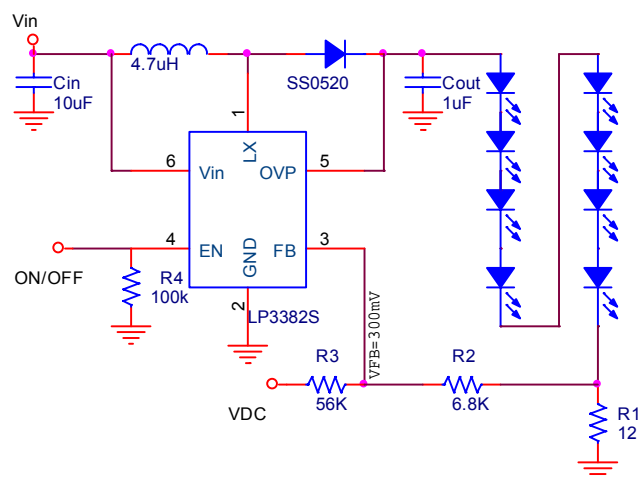 Vin
4.7uH
SS0520
Cin
10uF
Cout
1uF
1
LX
6
Vin
OVP
5
4
EN
GND
FB
3
ON/OFF
R4
100k
2
LP3382S
VFB=300mV
R3
56K
R2
6.8K
VDC
R1
12